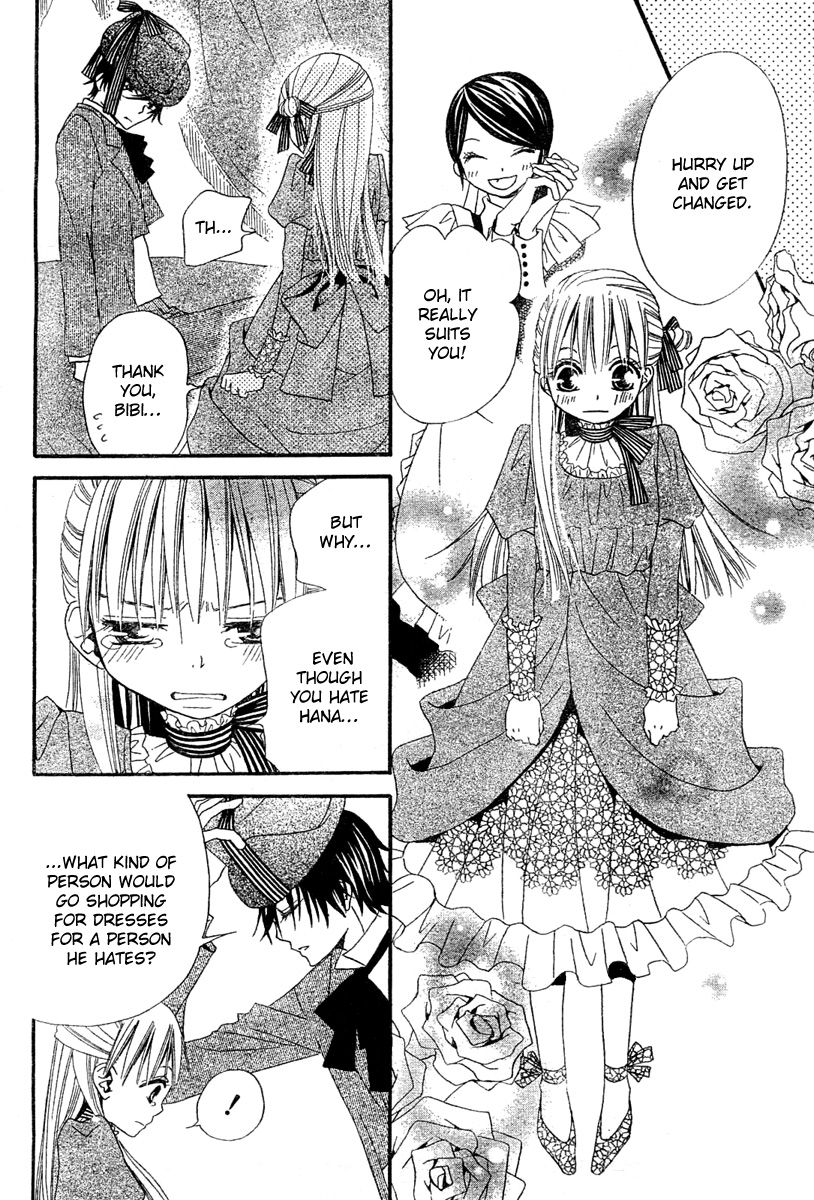 HURRY UP
AND GET
CHANGED.
OH, IT
REALLY
SUITS
YOU!
TH...
THANK
YOU,
BIBI...
BUT
WHY...
EVEN
THOUGH
YOU HATE
HANA...
...WHAT KIND OF
PERSON WOULD
GO SHOPPING
FOR DRESSES
FOR A PERSON
HE HATES?
!